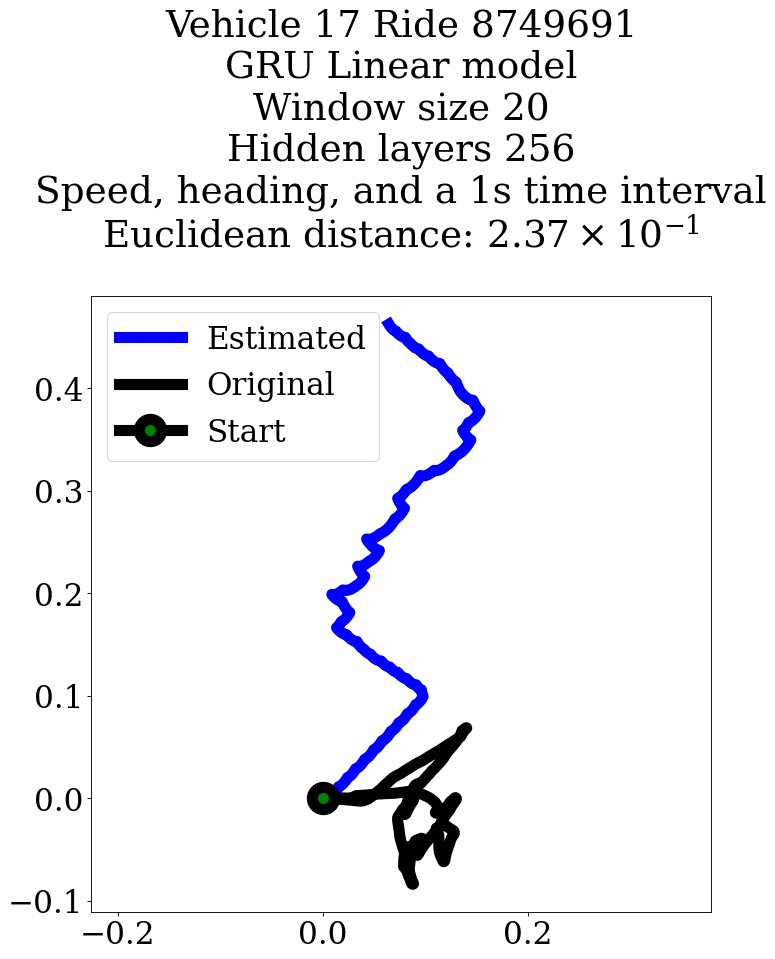 Vehicle 17 Ride 8749691
GRU Linear model
Window size 20
Hidden layers 256
Speed, heading, and a 1s time interval
Euclidean distance: 2.37 × 10⁻¹
Estimated
Original
Start
0.4
0.3
0.2
0.1
0.0
−0.1
−0.2
0.0
0.2